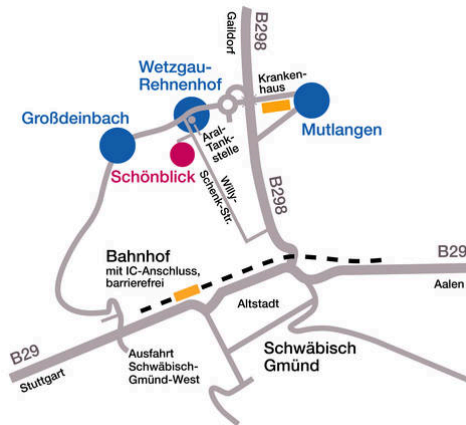 Gaildorf
B298
Wetzgau-
Rehnenhof
Kranken-
haus
Großdeinbach
Mutlangen
Aral-
Tank-
stelle
Schönblick
Willy-
Schenk-Str.
B298
Bahnhof
mit IC-Anschluss,
barrierefrei
B29
Aalen
Altstadt
B29
Stuttgart
Ausfahrt
Schwäbisch-
Gmünd-West
Schwäbisch
Gmünd